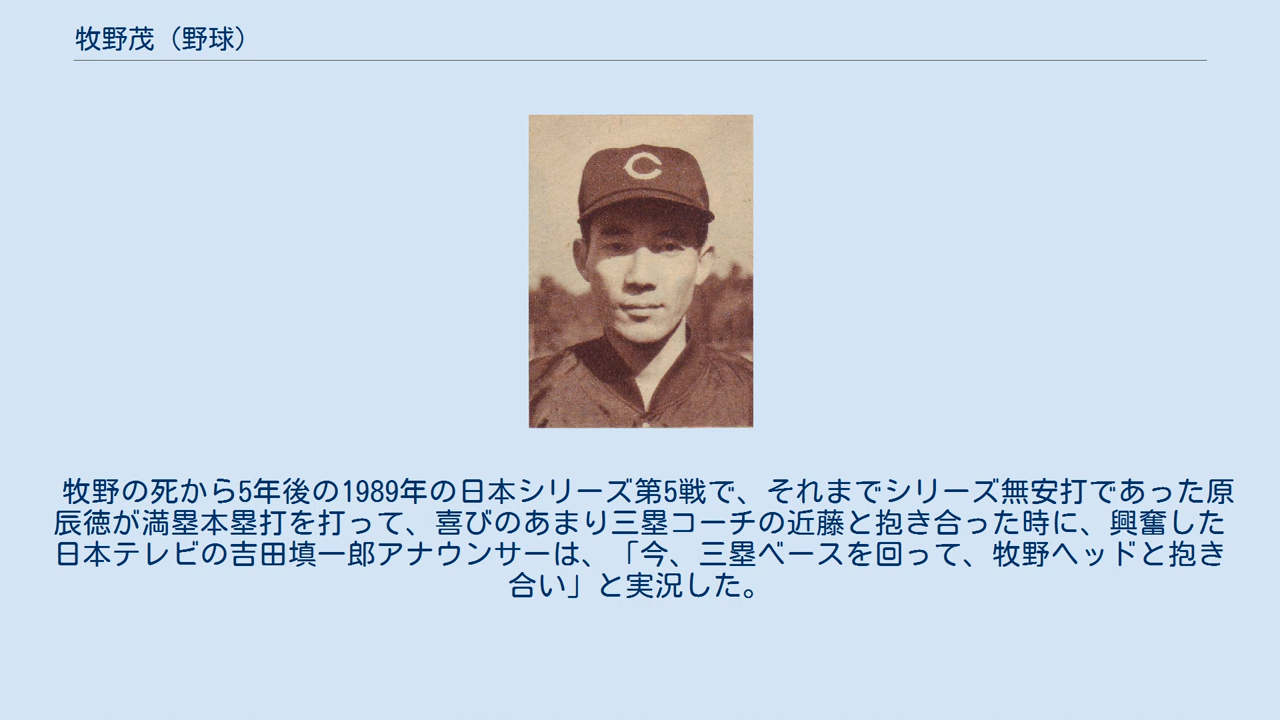 牧野茂（野球）
C
牧野の死から5年後の1989年の日本シリーズ第5戦で、それまでシリーズ無安打であった原
辰徳が満塁本塁打を打って、喜びのあまり三塁コーチの近藤と抱き合った時に、興奮した
日本テレビの吉田填一郎アナウンサーは、「今、三塁ベースを回って、牧野ヘッドと抱き
合い」と実況した。